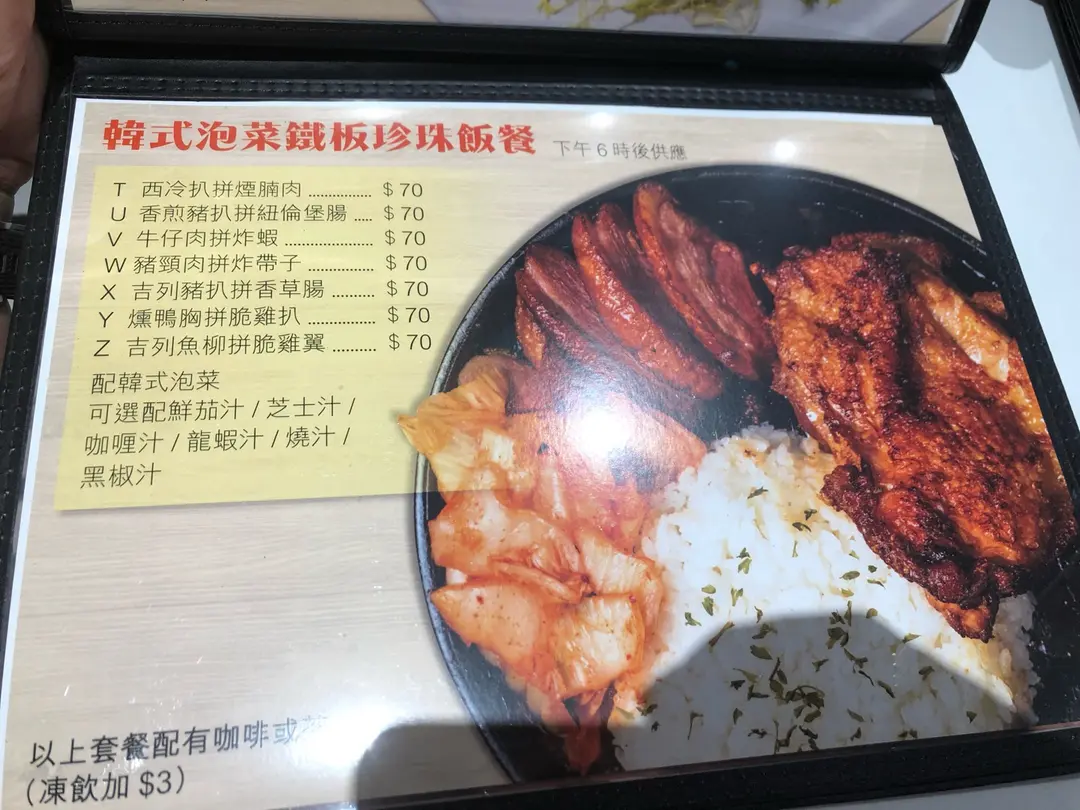 韓式泡菜鐵板珍珠飯餐 下午6時後供應
T 西冷扒拼煙腩肉 .............. $70
U 香煎豬扒拼紐倫堡腸 .... $70
V 牛仔肉拼炸蝦 ................... $70
W 豬頸肉拼炸帶子 .............. $70
X 吉列豬扒拼香草腸 .......... $70
Y 燻鴨胸拼脆雞扒 .............. $70
Z 吉列魚柳拼脆雞翼 .......... $70
配韓式泡菜
可選配鮮茄汁 / 芝士汁 /
咖喱汁 / 龍蝦汁 / 燒汁 /
黑椒汁
以上套餐配有咖啡或
(凍飲加 $3)